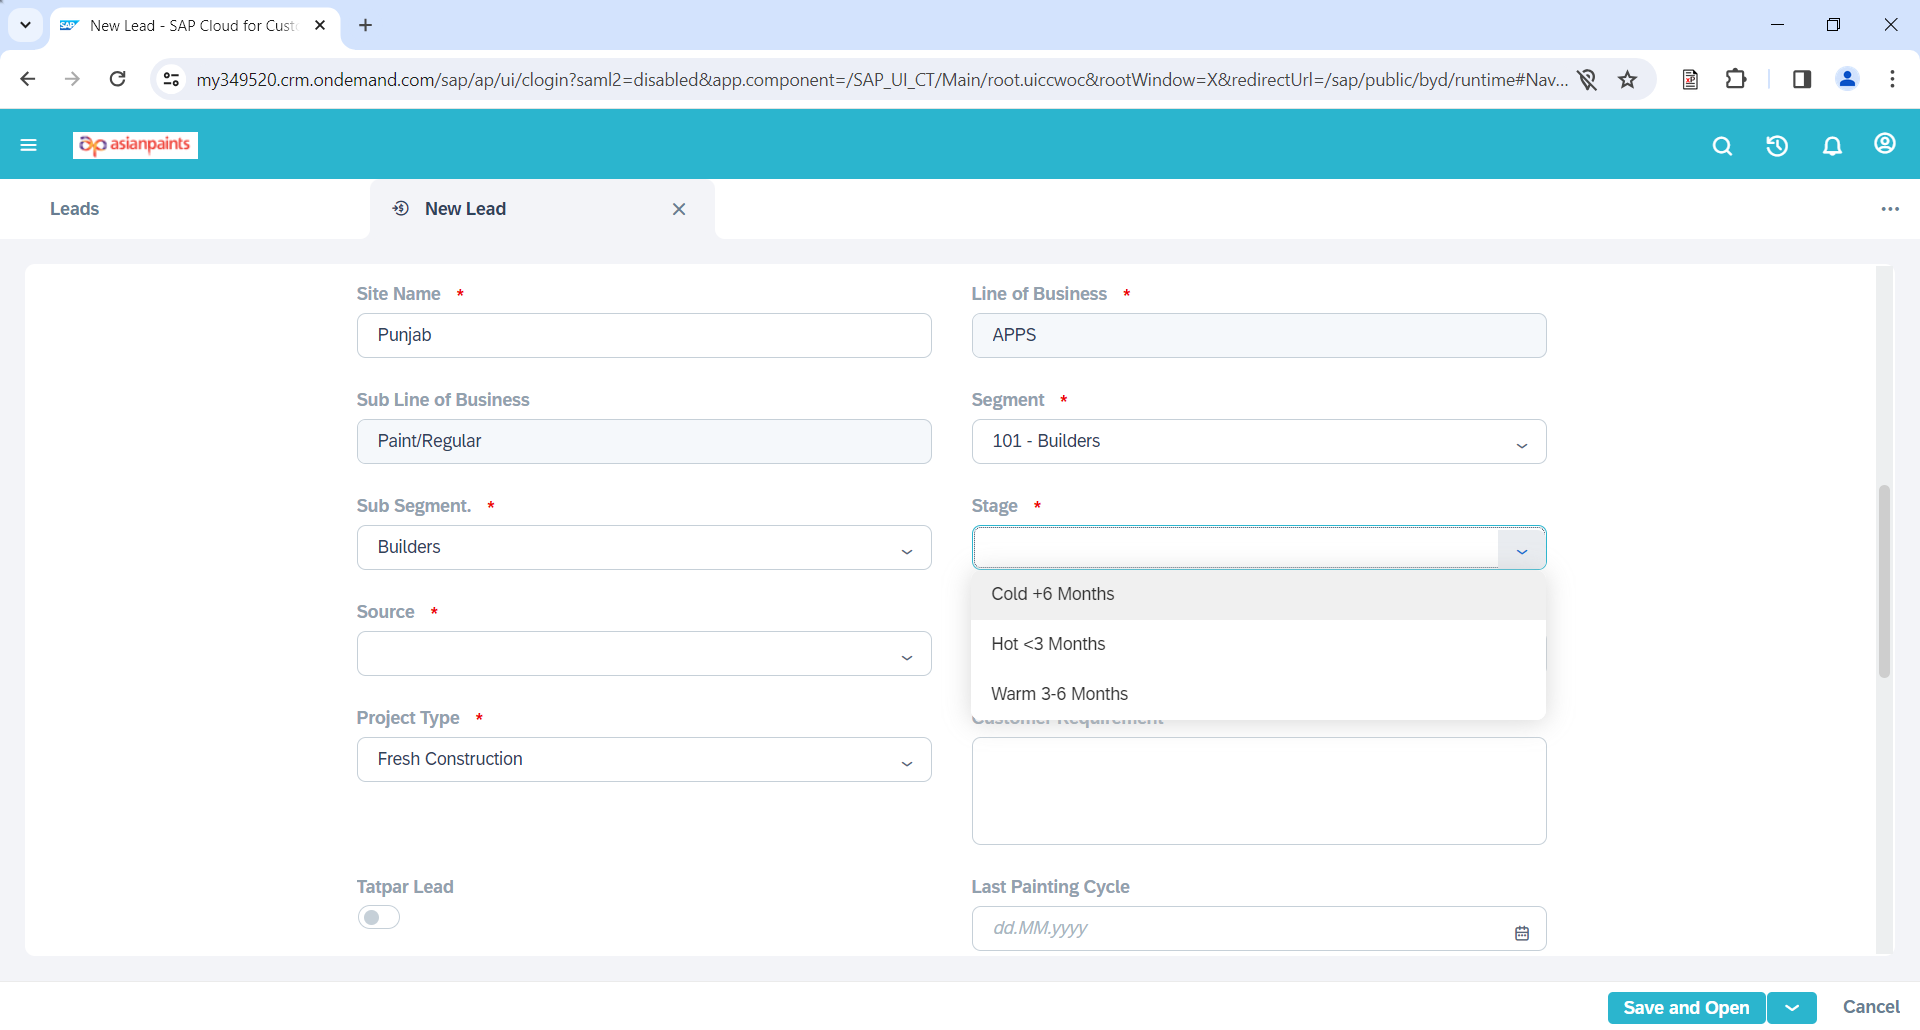 New Lead - SAP Cloud for Cust
my349520.crm.ondemand.com/sap/ap/ui/clogin?saml2=disabled&app.component=/SAP_UI_CT/Main/root.uiccwoc&rootWindow=X&redirectUrl=/sap/public/byd/runtime#Nav...
asianpaints
Leads
New Lead
Site Name *
Line of Business *
Punjab
APPS
Sub Line of Business
Segment *
Paint/Regular
101 - Builders
Sub Segment. *
Stage *
Builders
Cold +6 Months
Source *
Hot <3 Months
Warm 3-6 Months
Project Type *
Customer Requirement
Fresh Construction
Tatpar Lead
Last Painting Cycle
dd.MM.yyyy
Save and Open
Cancel